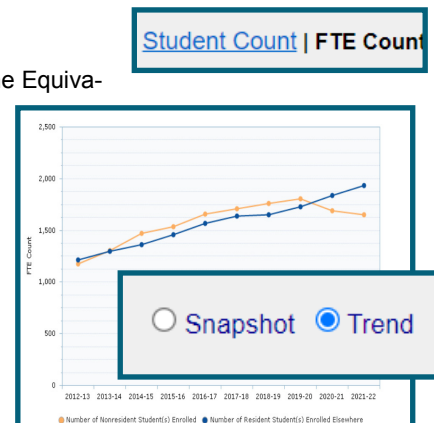 Student Count | FTE Count
e Equiva-
2,500
2,000
1,500
1,000
500
0
FTE Count
Snapshot Trend
2012-13 2013-14 2014-15 2015-16 2016-17 2017-18 2018-19 2019-20 2020-21 2021-22
Number of Nonresident Student(s) Enrolled Number of Resident Student(s) Enrolled Elsewhere